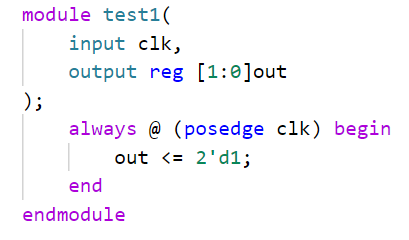 module test1(
    input clk,
    output reg [1:0]out
);
    always @ (posedge clk) begin
        out <= 2'd1;
    end
endmodule